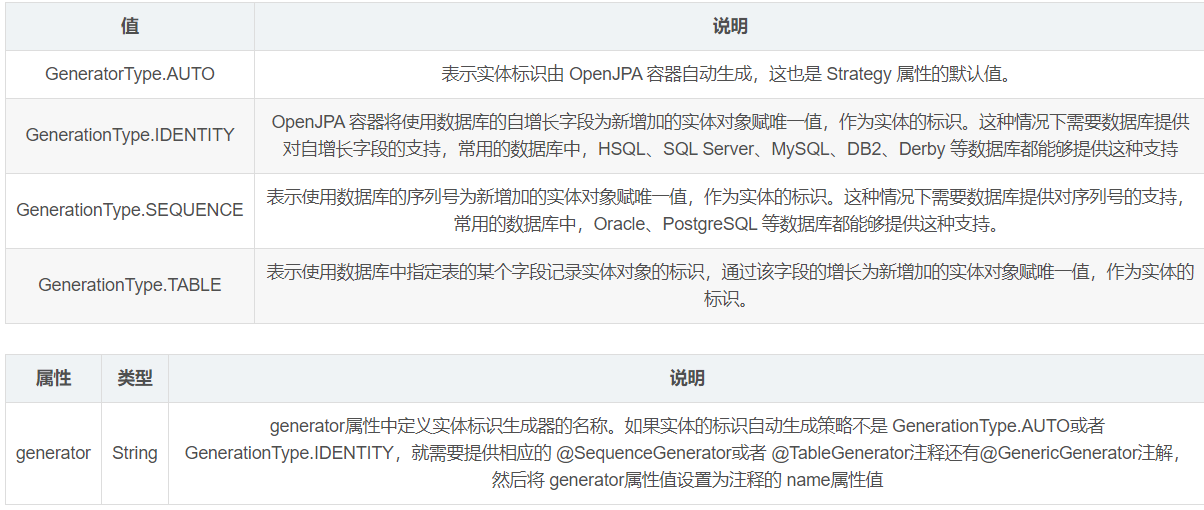 值 说明
GeneratorType.AUTO 表示实体标识由 OpenJPA 容器自动生成，这也是 Strategy 属性的默认值。
GenerationType.IDENTITY OpenJPA 容器将使用数据库的自增长字段为新增加的实体对象赋唯一值，作为实体的标识。这种情况下需要数据库提供
对自增长字段的支持，常用的数据库中，HSQL、SQL Server、MySQL、DB2、Derby 等数据库都能够提供这种支持
GenerationType.SEQUENCE 表示使用数据库的序列号为新增加的实体对象赋唯一值，作为实体的标识。这种情况下需要数据库提供对序列号的支持，
常用的数据库中，Oracle、PostgreSQL 等数据库都能够提供这种支持。
GenerationType.TABLE 表示使用数据库中指定表的某个字段记录实体对象的标识，通过该字段的增长为新增加的实体对象赋唯一值，作为实体的
标识。
属性 类型 说明
generator String generator属性中定义实体标识生成器的名称。如果实体的标识自动生成策略不是 GenerationType.AUTO或者
GenerationType.IDENTITY，就需要提供相应的 @SequenceGenerator或者 @TableGenerator注释还有@GenericGenerator注解，
然后将 generator属性值设置为注释的 name属性值